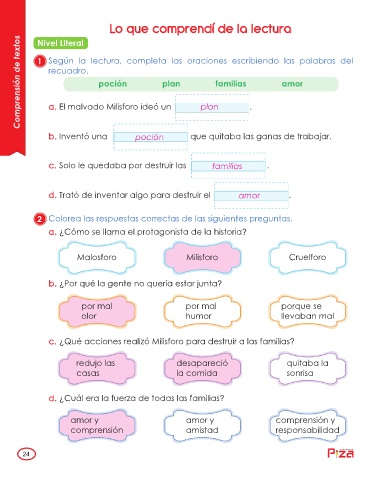 Comprensión de textos
Lo que comprendí de la lectura
Nivel Literal
1 Según la lectura, completa las oraciones escribiendo las palabras del
recuadro.
poción plan familias amor
a. El malvado Milísforo ideó un plan .
b. Inventó una poción que quitaba las ganas de trabajar.
c. Solo le quedaba por destruir las familias .
d. Trató de inventar algo para destruir el amor .
2 Colorea las respuestas correctas de las siguientes preguntas.
a. ¿Cómo se llama el protagonista de la historia?
Malosforo Milísforo Cruelforo
b. ¿Por qué la gente no quería estar junta?
por mal
olor
por mal
humor
porque se
llevaban mal
c. ¿Qué acciones realizó Milísforo para destruir a las familias?
redujo las
casas
desapareció
la comida
quitaba la
sonrisa
d. ¿Cuál era la fuerza de todas las familias?
amor y
comprensión
amor y
amistad
comprensión y
responsabilidad
24